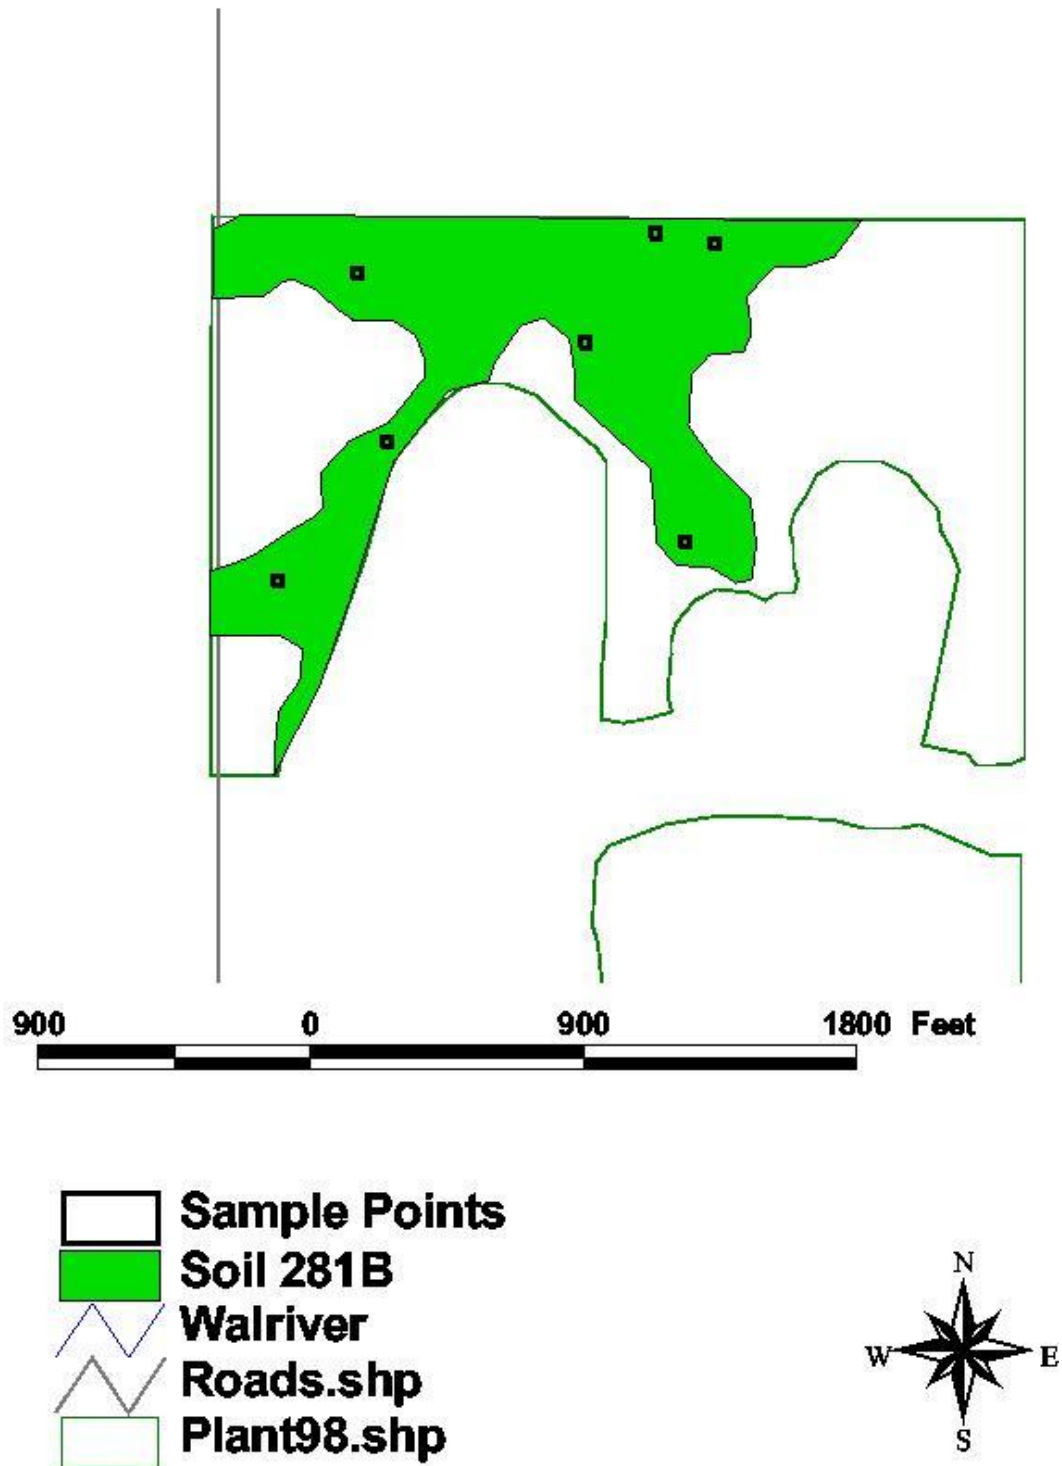 900 0 900 1800 Feet
Sample Points
Soil 281B
Walriver
Roads.shp
Plant98.shp
N
W E
S